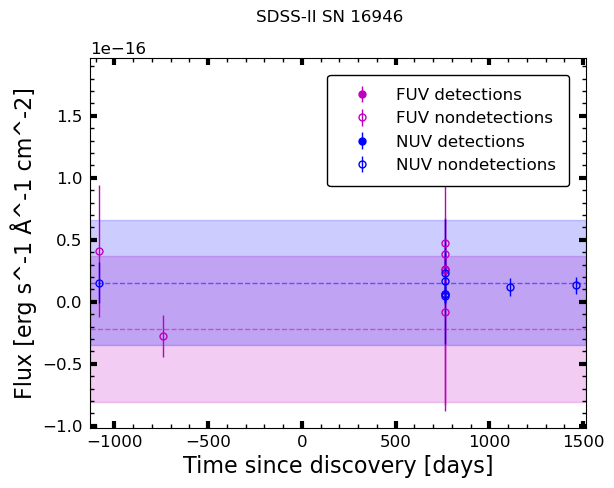 SDSS-II SN 16946
1e−16
FUV detections
FUV nondetections
NUV detections
NUV nondetections
1.5
1.0
0.5
0.0
−0.5
−1.0
Flux [erg s^-1 Å^-1 cm^-2]
−1000 −500 0 500 1000 1500
Time since discovery [days]